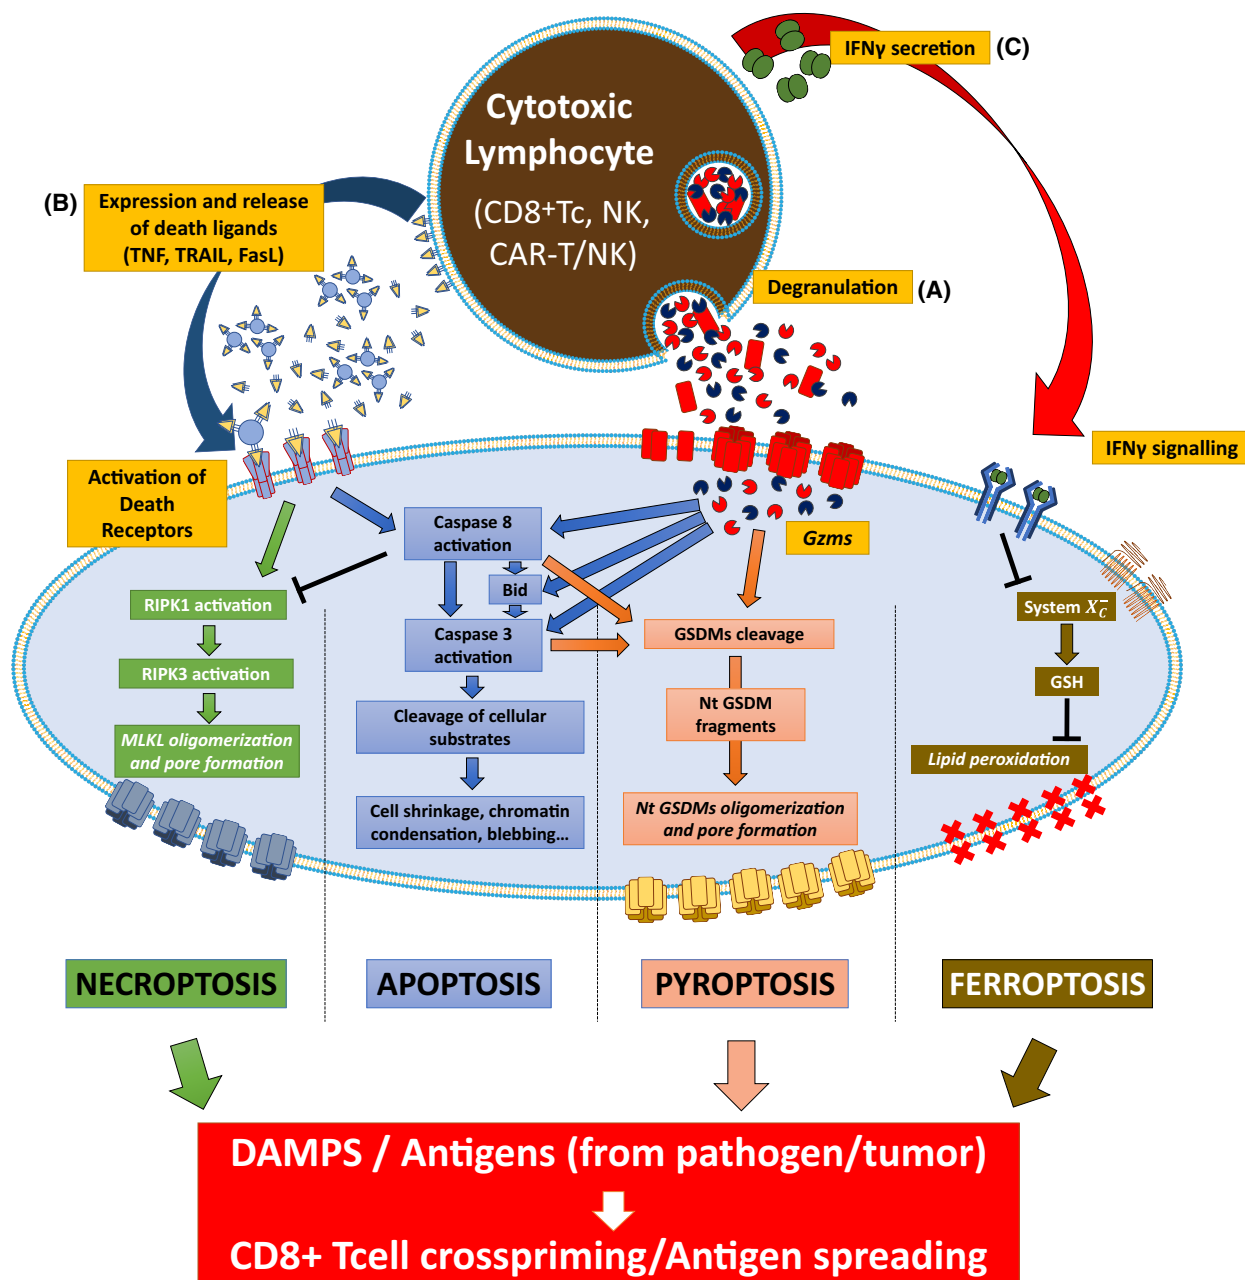 Cytotoxic
Lymphocyte
(CD8+Tc, NK,
CAR-T/NK)
IFNγ secretion
(C)
(B)
Expression and release
of death ligands
(TNF, TRAIL, FasL)
Degranulation
(A)
IFNγ signalling
Activation of
Death
Receptors
Caspase 8
activation
Gzms
Bid
RIPK1 activation
Caspase 3
activation
GSDMs cleavage
System X_C^-
RIPK3 activation
GSH
Cleavage of cellular
substrates
Nt GSDM
fragments
MLKL oligomerization
and pore formation
Lipid peroxidation
Cell shrinkage, chromatin
condensation, blebbing...
Nt GSDMs oligomerization
and pore formation
NECROPTOSIS
APOPTOSIS
PYROPTOSIS
FERROPTOSIS
DAMPS / Antigens (from pathogen/tumor)
CD8+ Tcell crosspriming/Antigen spreading